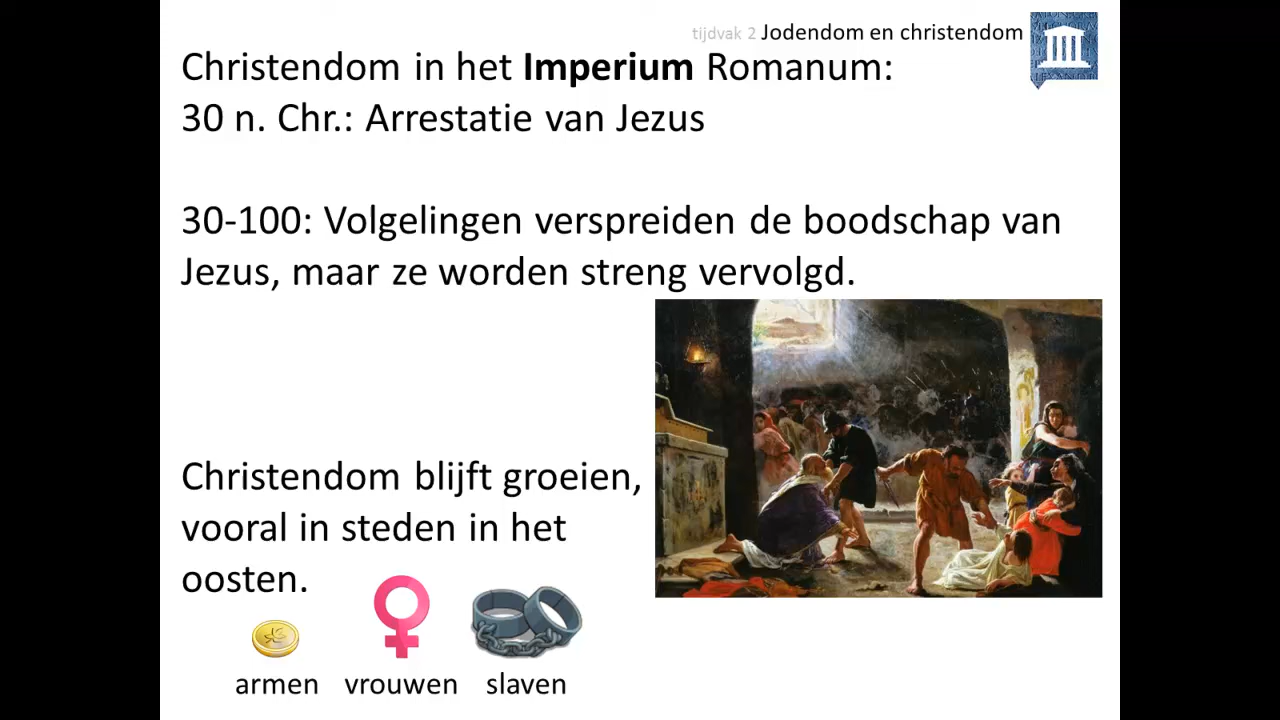 tijdvak 2 Jodendom en christendom
Christendom in het Imperium Romanum:
30 n. Chr.: Arrestatie van Jezus
30-100: Volgelingen verspreiden de boodschap van
Jezus, maar ze worden streng vervolgd.
Christendom blijft groeien,
vooral in steden in het
oosten.
armen vrouwen slaven